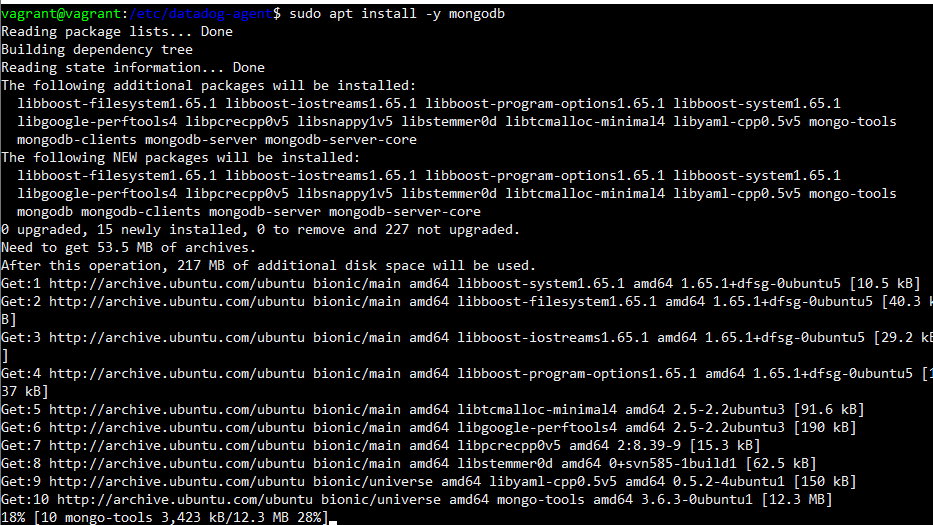 vagrant@vagrant:/etc/datadog-agent$ sudo apt install -y mongodb
Reading package lists... Done
Building dependency tree
Reading state information... Done
The following additional packages will be installed:
  libboost-filesystem1.65.1 libboost-iostreams1.65.1 libboost-program-options1.65.1 libboost-system1.65.1
  libgoogle-perftools4 libpcrecpp0v5 libsnappy1v5 libstemmer0d libtcmalloc-minimal4 libyaml-cpp0.5v5 mongo-tools
  mongodb-clients mongodb-server mongodb-server-core
The following NEW packages will be installed:
  libboost-filesystem1.65.1 libboost-iostreams1.65.1 libboost-program-options1.65.1 libboost-system1.65.1
  libgoogle-perftools4 libpcrecpp0v5 libsnappy1v5 libstemmer0d libtcmalloc-minimal4 libyaml-cpp0.5v5 mongo-tools
  mongodb mongodb-clients mongodb-server mongodb-server-core
0 upgraded, 15 newly installed, 0 to remove and 227 not upgraded.
Need to get 53.5 MB of archives.
After this operation, 217 MB of additional disk space will be used.
Get:1 http://archive.ubuntu.com/ubuntu bionic/main amd64 libboost-system1.65.1 amd64 1.65.1+dfsg-0ubuntu5 [10.5 kB]
Get:2 http://archive.ubuntu.com/ubuntu bionic/main amd64 libboost-filesystem1.65.1 amd64 1.65.1+dfsg-0ubuntu5 [40.3 k
B]
Get:3 http://archive.ubuntu.com/ubuntu bionic/main amd64 libboost-iostreams1.65.1 amd64 1.65.1+dfsg-0ubuntu5 [29.2 kB
]
Get:4 http://archive.ubuntu.com/ubuntu bionic/main amd64 libboost-program-options1.65.1 amd64 1.65.1+dfsg-0ubuntu5 [1
37 kB]
Get:5 http://archive.ubuntu.com/ubuntu bionic/main amd64 libtcmalloc-minimal4 amd64 2.5-2.2ubuntu3 [91.6 kB]
Get:6 http://archive.ubuntu.com/ubuntu bionic/main amd64 libgoogle-perftools4 amd64 2.5-2.2ubuntu3 [190 kB]
Get:7 http://archive.ubuntu.com/ubuntu bionic/main amd64 libpcrecpp0v5 amd64 2:8.39-9 [15.3 kB]
Get:8 http://archive.ubuntu.com/ubuntu bionic/main amd64 libstemmer0d amd64 0+svn585-1build1 [62.5 kB]
Get:9 http://archive.ubuntu.com/ubuntu bionic/universe amd64 libyaml-cpp0.5v5 amd64 0.5.2-4ubuntu1 [150 kB]
Get:10 http://archive.ubuntu.com/ubuntu bionic/universe amd64 mongo-tools amd64 3.6.3-0ubuntu1 [12.3 MB]
18% [10 mongo-tools 3,423 kB/12.3 MB 28%]